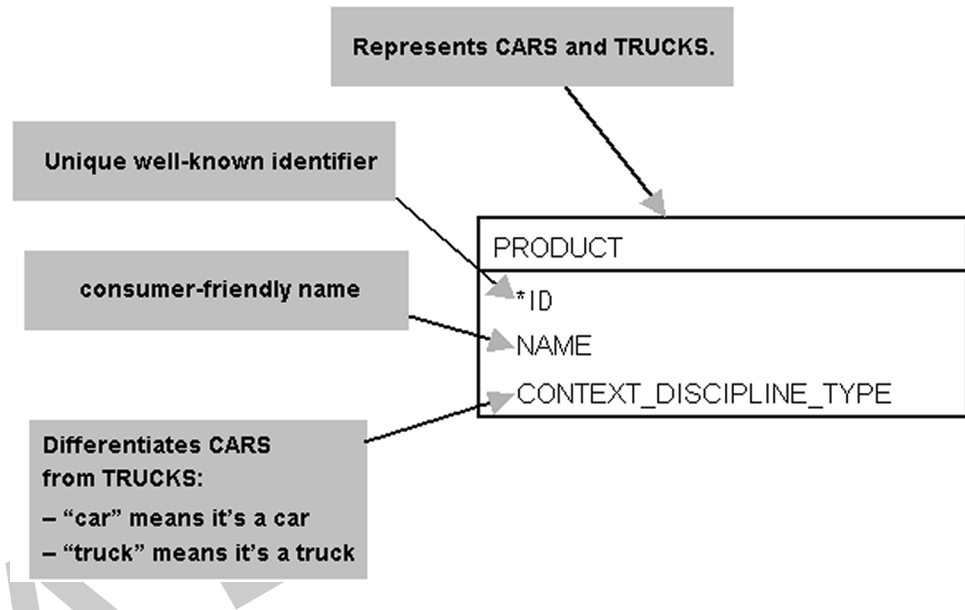 Represents CARS and TRUCKS.
Unique well-known identifier
consumer-friendly name
Differentiates CARS
from TRUCKS:
– “car” means it’s a car
– “truck” means it’s a truck
PRODUCT
*ID
NAME
CONTEXT_DISCIPLINE_TYPE